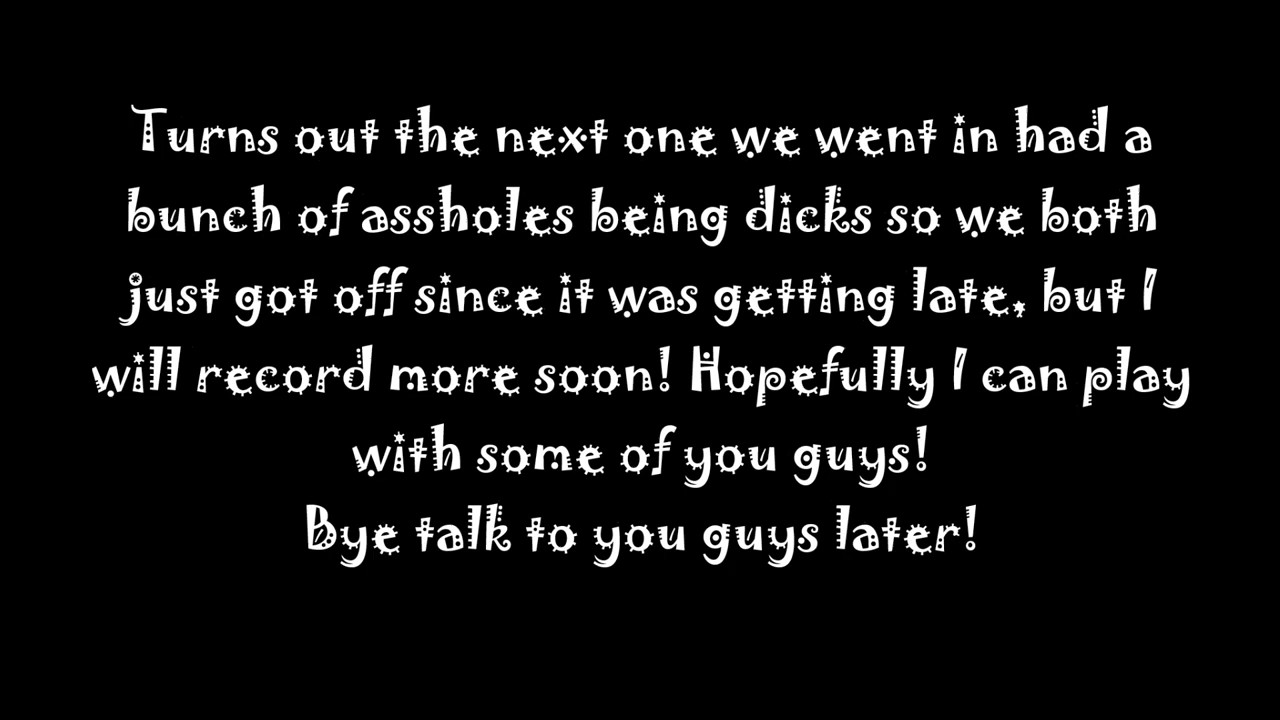 Turns out the next one we went in had a
bunch of assholes being dicks so we both
just got off since it was getting late, but I
will record more soon! Hopefully I can play
with some of you guys!
Bye talk to you guys later!